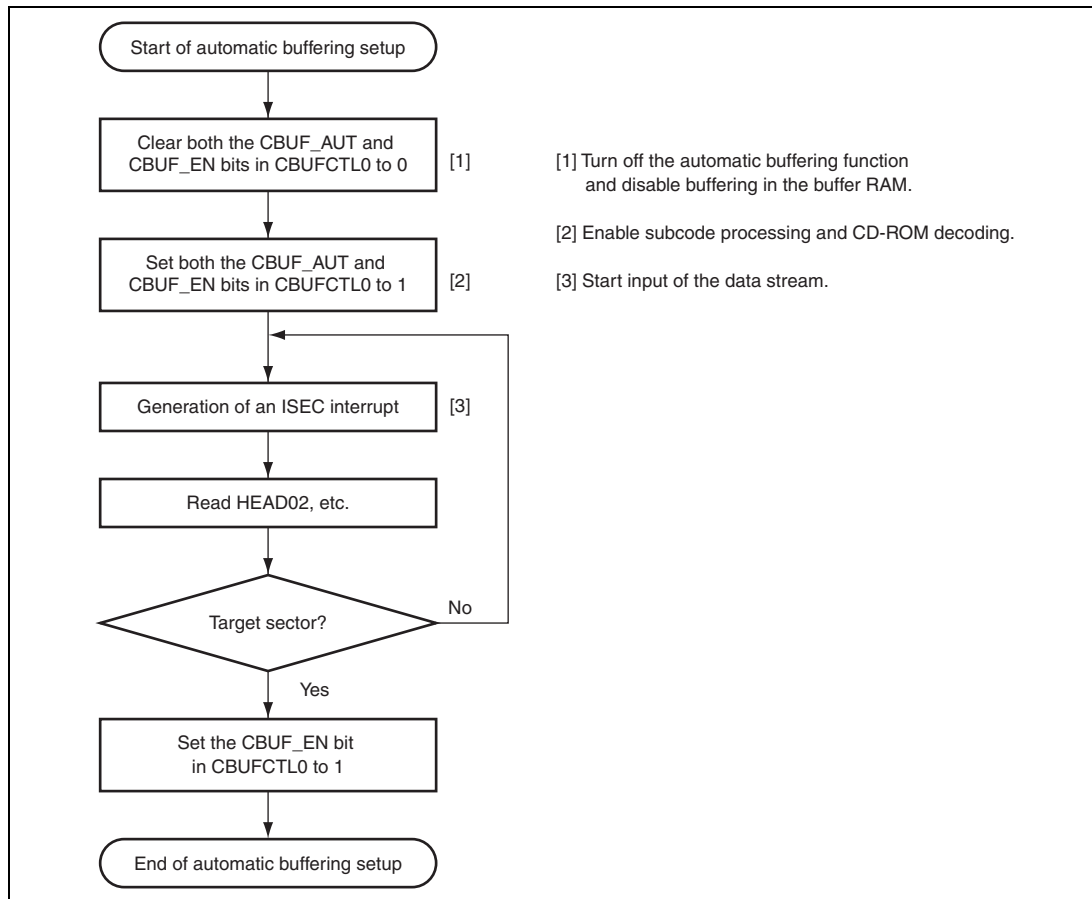 Start of automatic buffering setup
Clear both the CBUF_AUT and
CBUF_EN bits in CBUFCTL0 to 0
[1]
[1] Turn off the automatic buffering function
and disable buffering in the buffer RAM.
[2] Enable subcode processing and CD-ROM decoding.
Set both the CBUF_AUT and
CBUF_EN bits in CBUFCTL0 to 1
[2]
[3] Start input of the data stream.
Generation of an ISEC interrupt
[3]
Read HEAD02, etc.
Target sector?
No
Yes
Set the CBUF_EN bit
in CBUFCTL0 to 1
End of automatic buffering setup